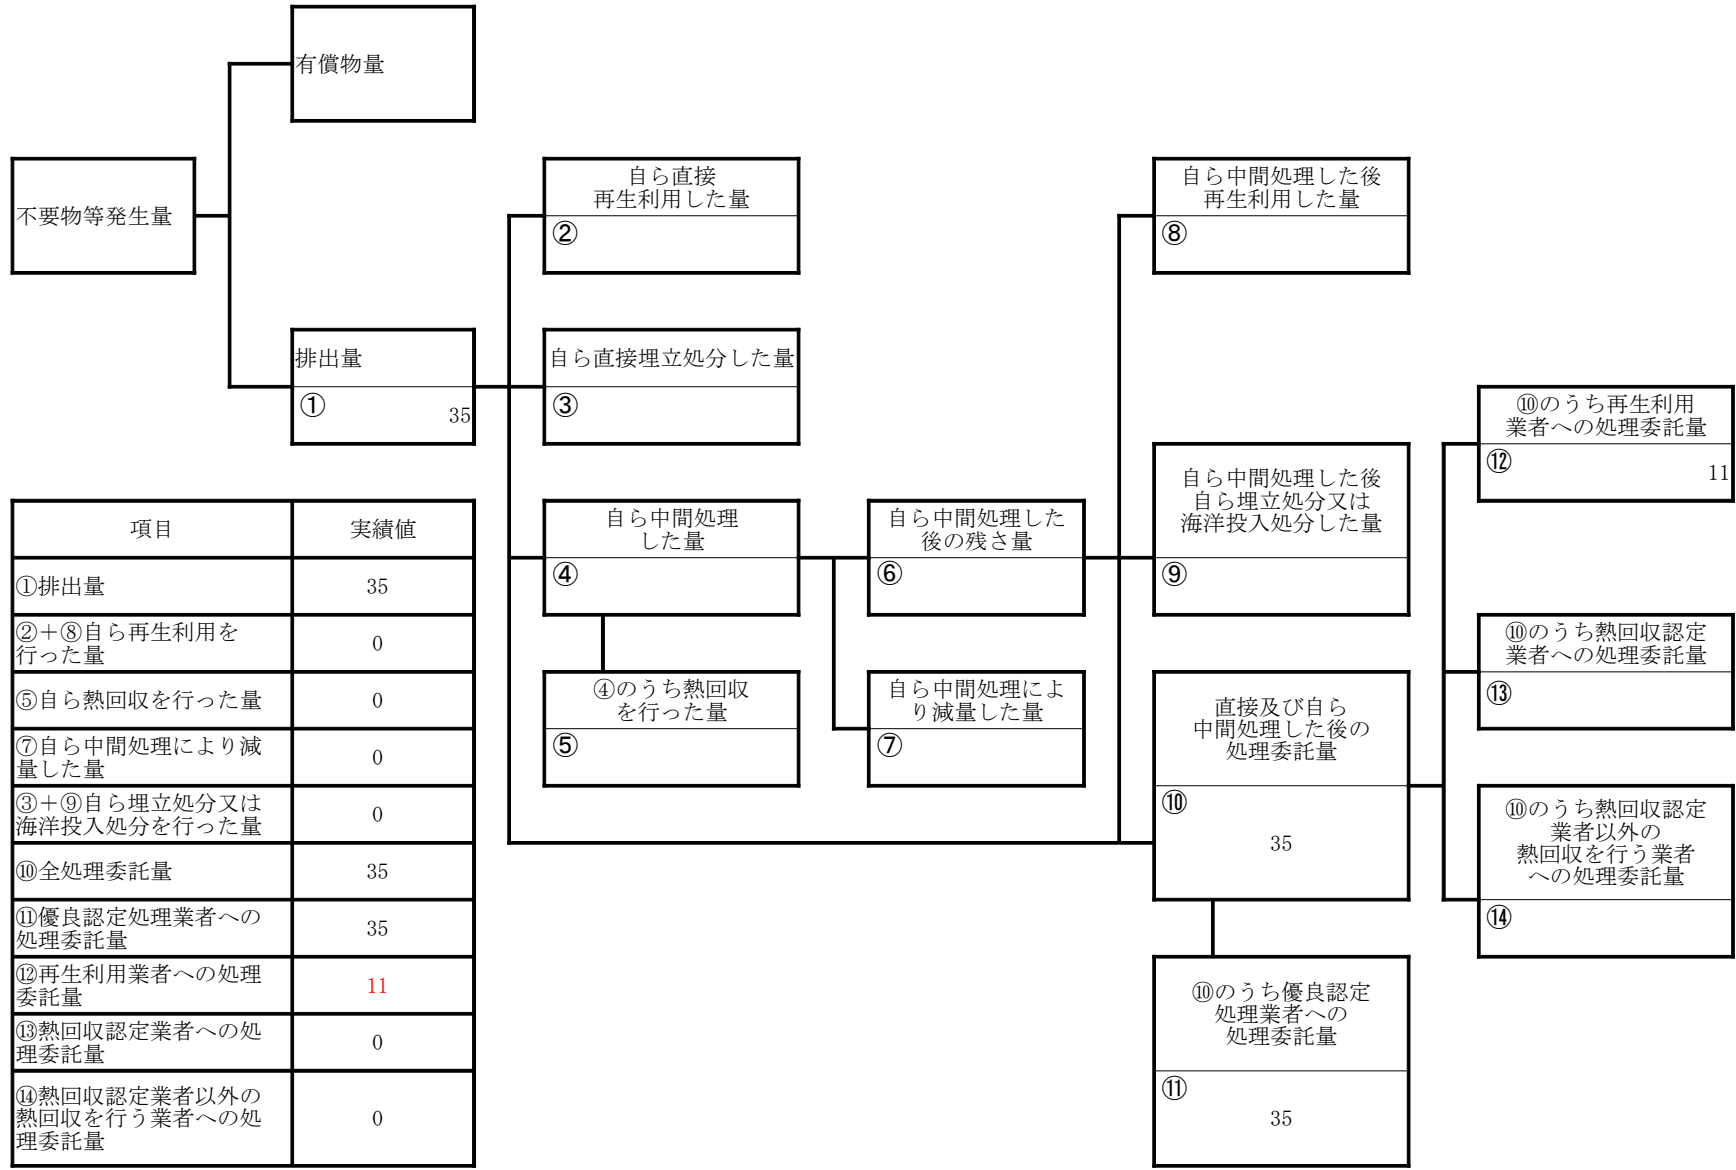 有償物量
不要物等発生量
自ら直接
再生利用した量
②
自ら中間処理した後
再生利用した量
⑧
排出量
①
35
自ら直接埋立処分した量
③
⑩のうち再生利用
業者への処理委託量
⑫
11
自ら中間処理
した量
④
自ら中間処理した
後の残さ量
⑥
自ら中間処理した後
自ら埋立処分又は
海洋投入処分した量
⑨
④のうち熱回収
を行った量
⑤
自ら中間処理によ
り減量した量
⑦
直接及び自ら
中間処理した後の
処理委託量
⑩
35
⑩のうち熱回収認定
業者への処理委託量
⑬
⑩のうち熱回収認定
業者以外の
熱回収を行う業者
への処理委託量
⑭
⑩のうち優良認定
処理業者への
処理委託量
⑪
35
項目 実績値
①排出量 35
②+⑧自ら再生利用を
行った量 0
⑤自ら熱回収を行った量 0
⑦自ら中間処理により減
量した量 0
③+⑨自ら埋立処分又は
海洋投入処分を行った量 0
⑩全処理委託量 35
⑪優良認定処理業者への
処理委託量 35
⑫再生利用業者への処理
委託量 11
⑬熱回収認定業者への処
理委託量 0
⑭熱回収認定業者以外の
熱回収を行う業者への処
理委託量 0